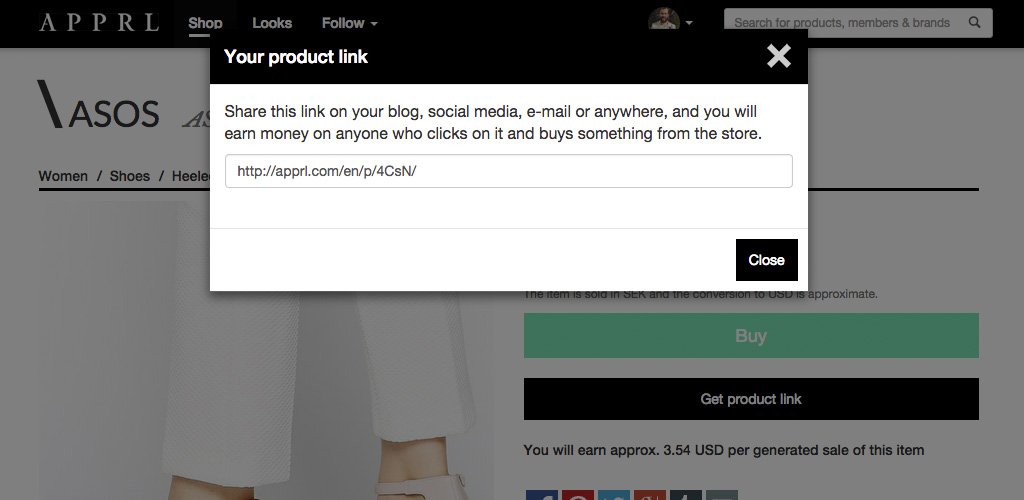 APPRL Shop Looks Follow Search for products, members & brands
Your product link
Share this link on your blog, social media, e-mail or anywhere, and you will
earn money on anyone who clicks on it and buys something from the store.
\ASOS AS
http://apprl.com/en/p/4CsN/
Women / Shoes / Heele
Close
The item is sold in SEK and the conversion to USD is approximate.
Buy
Get product link
You will earn approx. 3.54 USD per generated sale of this item